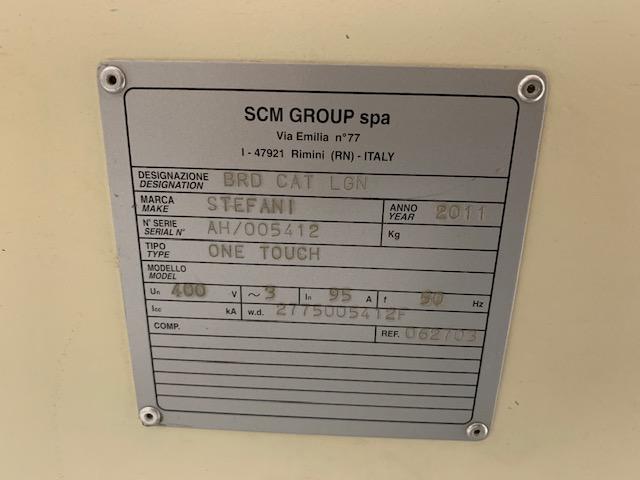 SCM GROUP spa
Via Emilia n°77
I - 47921 Rimini (RN) - ITALY
DESIGNAZIONE BRD CAT LGN
DESIGNATION
MARCA STEFANI ANNO 2011
MAKE YEAR
N° SERIE AH/005412 Kg
SERIAL N°
TIPO ONE TOUCH
TYPE
MODELLO
MODEL
Un 400 V ~ 3 In 95 A f 50 Hz
Icc kA w.d. 2775005412F
COMP. REF. 062703